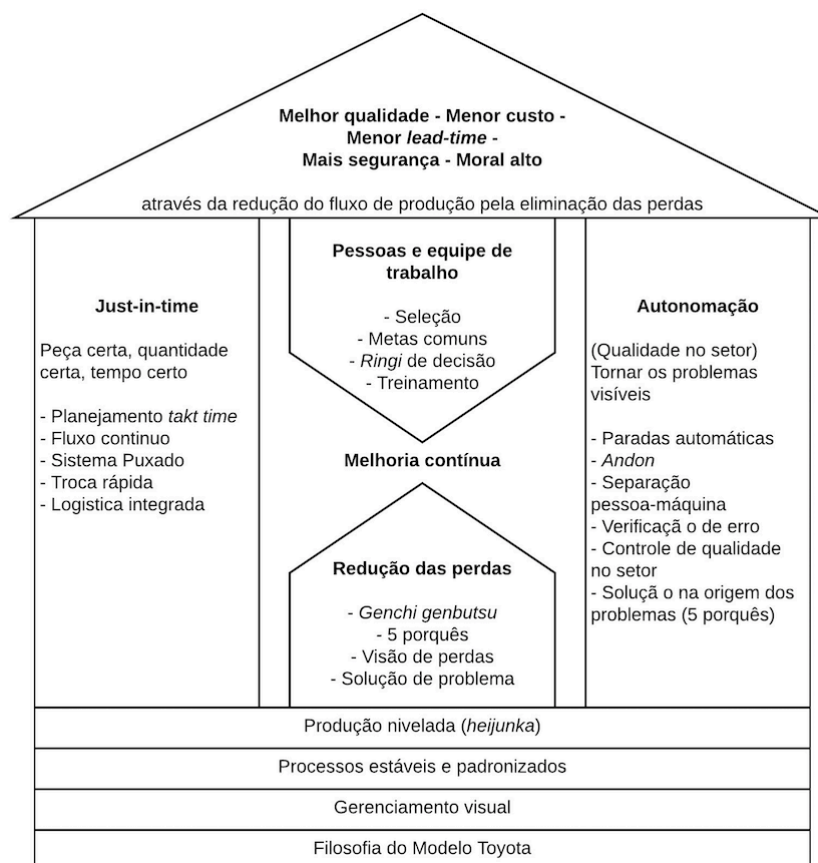 Melhor qualidade - Menor custo -
Menor lead-time -
Mais segurança - Moral alto
através da redução do fluxo de produção pela eliminação das perdas
Just-in-time
Peça certa, quantidade
certa, tempo certo
- Planejamento takt time
- Fluxo continuo
- Sistema Puxado
- Troca rápida
- Logistica integrada
Pessoas e equipe de
trabalho
- Seleção
- Metas comuns
- Ringi de decisão
- Treinamento
Melhoria contínua
Redução das perdas
- Genchi genbutsu
- 5 porquês
- Visão de perdas
- Solução de problema
Autonomação
(Qualidade no setor)
Tornar os problemas
visíveis
- Paradas automáticas
- Andon
- Separação
pessoa-máquina
- Verificaçã o de erro
- Controle de qualidade
no setor
- Soluçã o na origem dos
problemas (5 porquês)
Produção nivelada (heijunka)
Processos estáveis e padronizados
Gerenciamento visual
Filosofia do Modelo Toyota